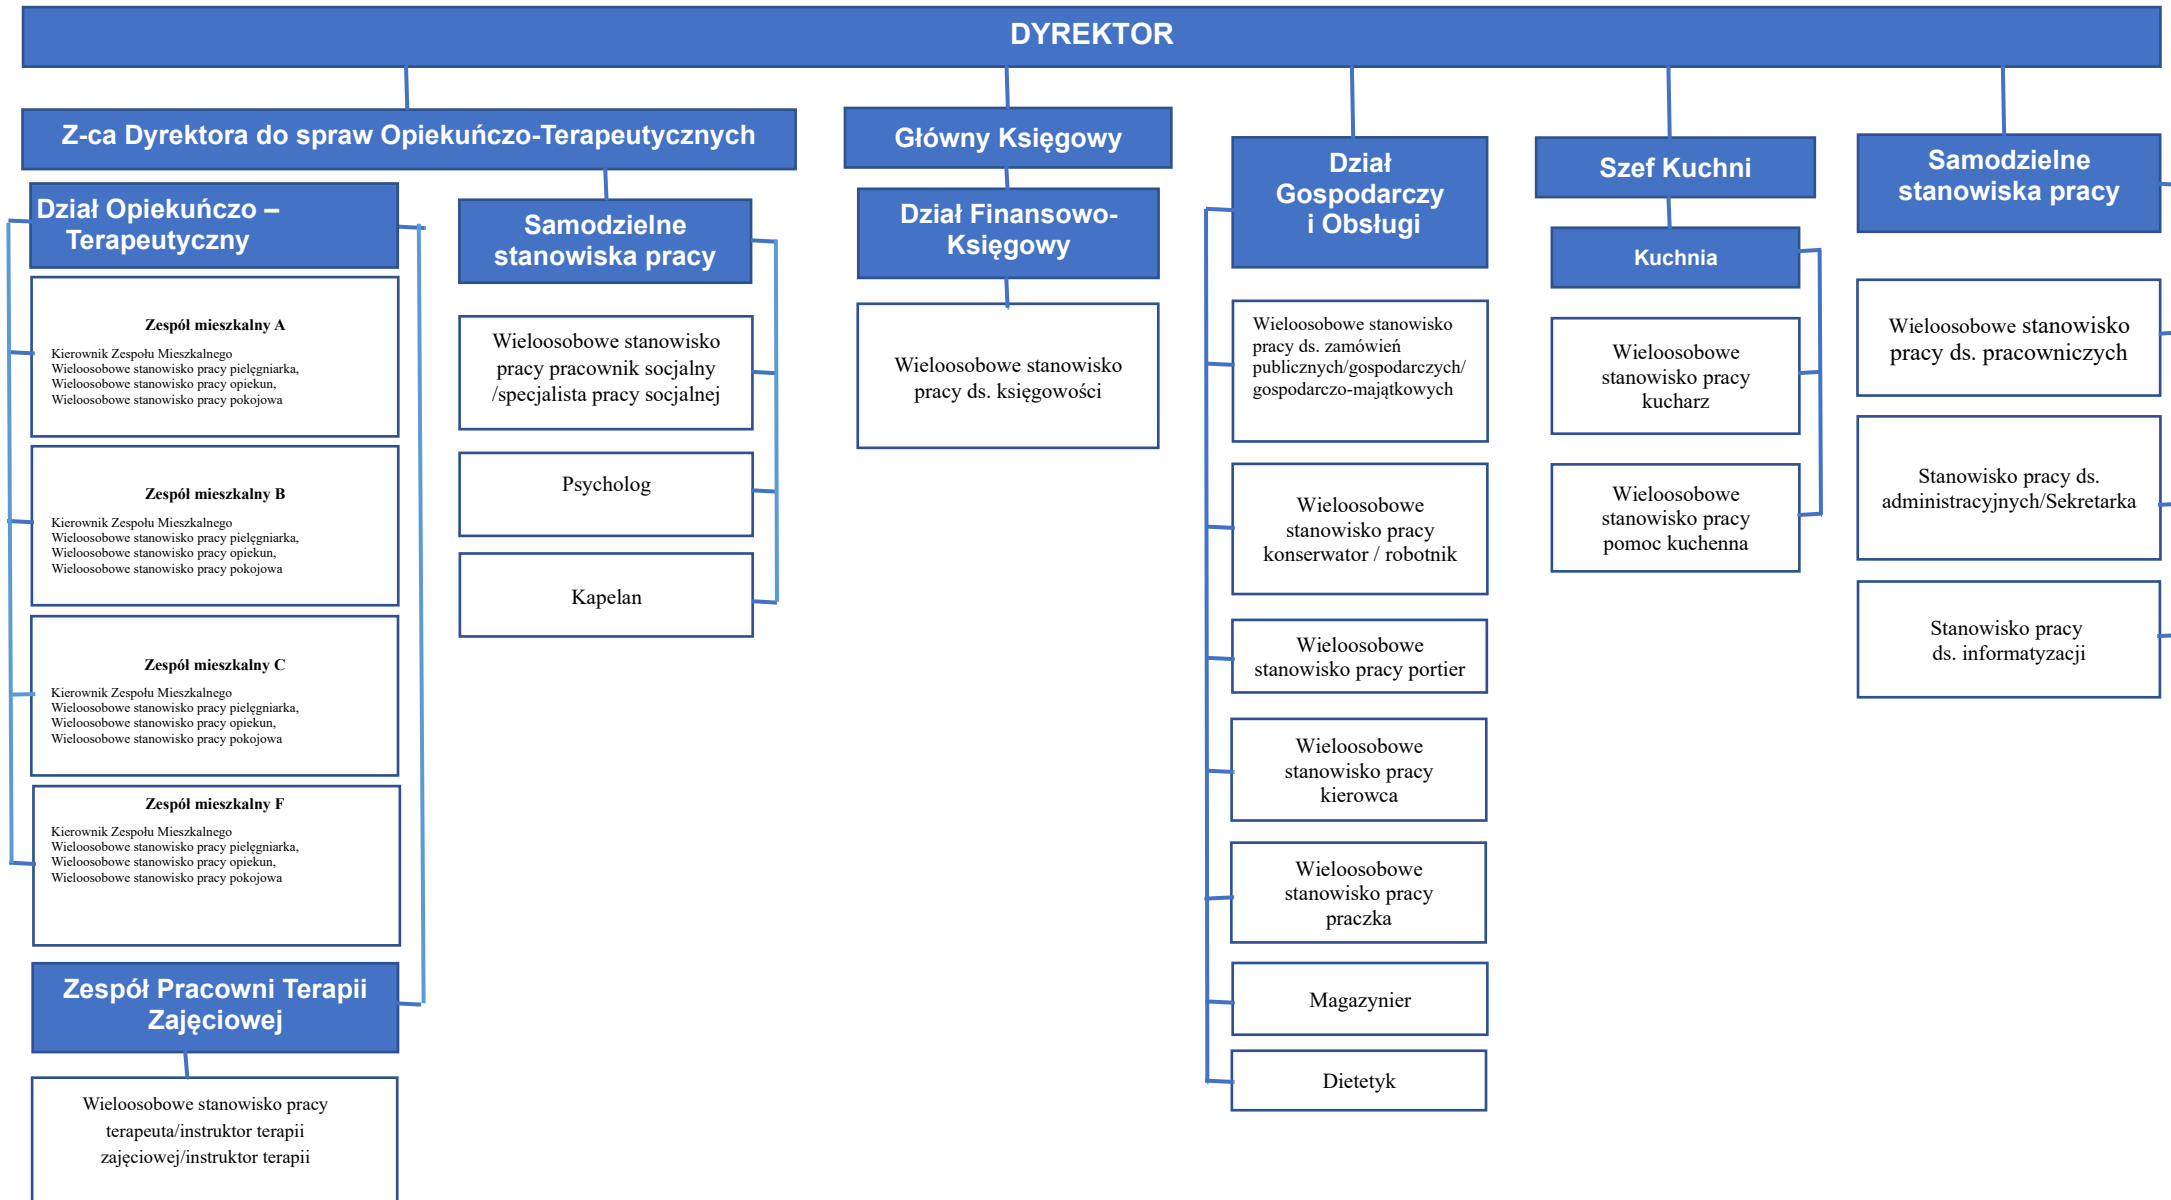 DYREKTOR
Z-ca Dyrektora do spraw Opiekuńczo-Terapeutycznych
Dział Opiekuńczo –
Terapeutyczny
Zespół mieszkalny A
Kierownik Zespołu Mieszkalnego
Wieloosobowe stanowisko pracy pielęgniarka,
Wieloosobowe stanowisko pracy opiekun,
Wieloosobowe stanowisko pracy pokojowa
Zespół mieszkalny B
Kierownik Zespołu Mieszkalnego
Wieloosobowe stanowisko pracy pielęgniarka,
Wieloosobowe stanowisko pracy opiekun,
Wieloosobowe stanowisko pracy pokojowa
Zespół mieszkalny C
Kierownik Zespołu Mieszkalnego
Wieloosobowe stanowisko pracy pielęgniarka,
Wieloosobowe stanowisko pracy opiekun,
Wieloosobowe stanowisko pracy pokojowa
Zespół mieszkalny F
Kierownik Zespołu Mieszkalnego
Wieloosobowe stanowisko pracy pielęgniarka,
Wieloosobowe stanowisko pracy opiekun,
Wieloosobowe stanowisko pracy pokojowa
Zespół Pracowni Terapii
Zajęciowej
Wieloosobowe stanowisko pracy
terapeuta/instruktor terapii
zajęciowej/instruktor terapii
Samodzielne
stanowiska pracy
Wieloosobowe stanowisko
pracy pracownik socjalny
/specjalista pracy socjalnej
Psycholog
Kapelan
Główny Księgowy
Dział Finansowo-
Księgowy
Wieloosobowe stanowisko
pracy ds. księgowości
Dział
Gospodarczy
i Obsługi
Wieloosobowe stanowisko
pracy ds. zamówień
publicznych/gospodarczych/
gospodarczo-majątkowych
Wieloosobowe
stanowisko pracy
konserwator / robotnik
Wieloosobowe
stanowisko pracy portier
Wieloosobowe
stanowisko pracy
kierowca
Wieloosobowe
stanowisko pracy
praczka
Magazynier
Dietetyk
Szef Kuchni
Kuchnia
Wieloosobowe
stanowisko pracy
kucharz
Wieloosobowe
stanowisko pracy
pomoc kuchenna
Samodzielne
stanowiska pracy
Wieloosobowe stanowisko
pracy ds. pracowniczych
Stanowisko pracy ds.
administracyjnych/Sekretarka
Stanowisko pracy
ds. informatyzacji